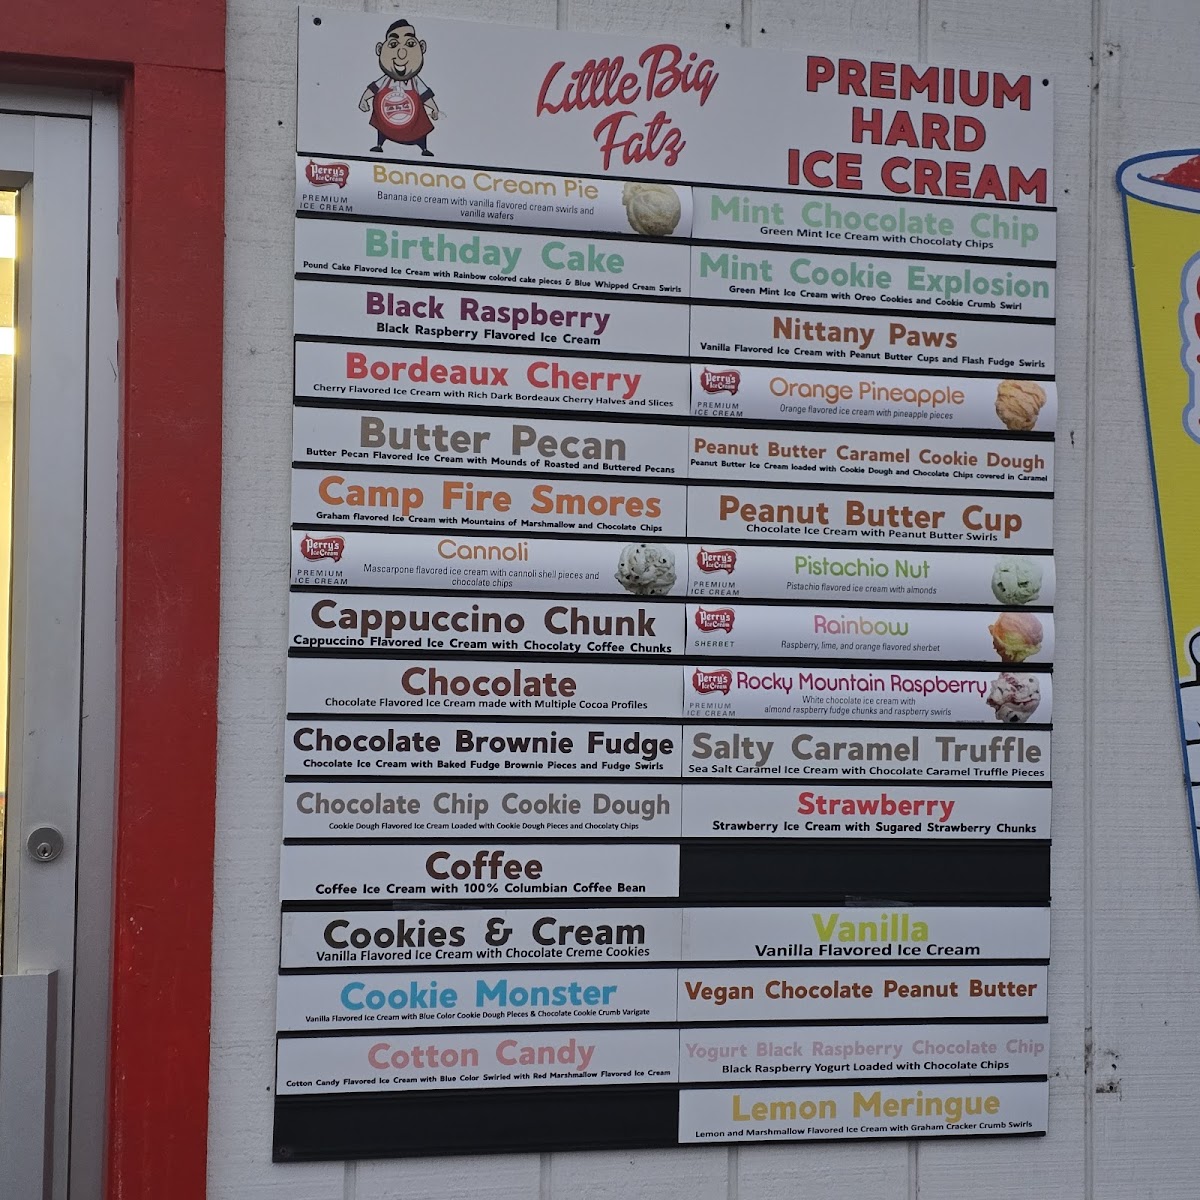 Little Big
Fatz
PREMIUM
HARD
ICE CREAM
Perry's
Ice Cream
PREMIUM
ICE CREAM
Banana Cream Pie
Banana ice cream with vanilla flavored cream swirls and
vanilla wafers
Birthday Cake
Pound Cake Flavored Ice Cream with Rainbow colored cake pieces & Blue Whipped Cream Swirls
Black Raspberry
Black Raspberry Flavored Ice Cream
Bordeaux Cherry
Cherry Flavored Ice Cream with Rich Dark Bordeaux Cherry Halves and Slices
Butter Pecan
Butter Pecan Flavored Ice Cream with Mounds of Roasted and Buttered Pecans
Camp Fire Smores
Graham flavored Ice Cream with Mountains of Marshmallow and Chocolate Chips
Perry's
Ice Cream
PREMIUM
ICE CREAM
Cannoli
Mascarpone flavored ice cream with cannoli shell pieces and
chocolate chips
Cappuccino Chunk
Cappuccino Flavored Ice Cream with Chocolaty Coffee Chunks
Chocolate
Chocolate Flavored Ice Cream made with Multiple Cocoa Profiles
Chocolate Brownie Fudge
Chocolate Ice Cream with Baked Fudge Brownie Pieces and Fudge Swirls
Chocolate Chip Cookie Dough
Cookie Dough Flavored Ice Cream Loaded with Cookie Dough Pieces and Chocolaty Chips
Coffee
Coffee Ice Cream with 100% Columbian Coffee Bean
Cookies & Cream
Vanilla Flavored Ice Cream with Chocolate Creme Cookies
Cookie Monster
Vanilla Flavored Ice Cream with Blue Color Cookie Dough Pieces & Chocolate Cookie Crumb Varigate
Cotton Candy
Cotton Candy Flavored Ice Cream with Blue Color Swirled with Red Marshmallow Flavored Ice Cream
Mint Chocolate Chip
Green Mint Ice Cream with Chocolaty Chips
Mint Cookie Explosion
Green Mint Ice Cream with Oreo Cookies and Cookie Crumb Swirl
Nittany Paws
Vanilla Flavored Ice Cream with Peanut Butter Cups and Flash Fudge Swirls
Perry's
Ice Cream
PREMIUM
ICE CREAM
Orange Pineapple
Orange flavored ice cream with pineapple pieces
Peanut Butter Caramel Cookie Dough
Peanut Butter Ice Cream loaded with Cookie Dough and Chocolate Chips covered in Caramel
Peanut Butter Cup
Chocolate Ice Cream with Peanut Butter Swirls
Perry's
Ice Cream
PREMIUM
ICE CREAM
Pistachio Nut
Pistachio flavored ice cream with almonds
Perry's
Ice Cream
SHERBET
Rainbow
Raspberry, lime, and orange flavored sherbet
Perry's
Ice Cream
PREMIUM
ICE CREAM
Rocky Mountain Raspberry
White chocolate ice cream with
almond raspberry fudge chunks and raspberry swirls
Salty Caramel Truffle
Sea Salt Caramel Ice Cream with Chocolate Caramel Truffle Pieces
Strawberry
Strawberry Ice Cream with Sugared Strawberry Chunks
Vanilla
Vanilla Flavored Ice Cream
Vegan Chocolate Peanut Butter
Yogurt Black Raspberry Chocolate Chip
Black Raspberry Yogurt Loaded with Chocolate Chips
Lemon Meringue
Lemon and Marshmallow Flavored Ice Cream with Graham Cracker Crumb Swirls